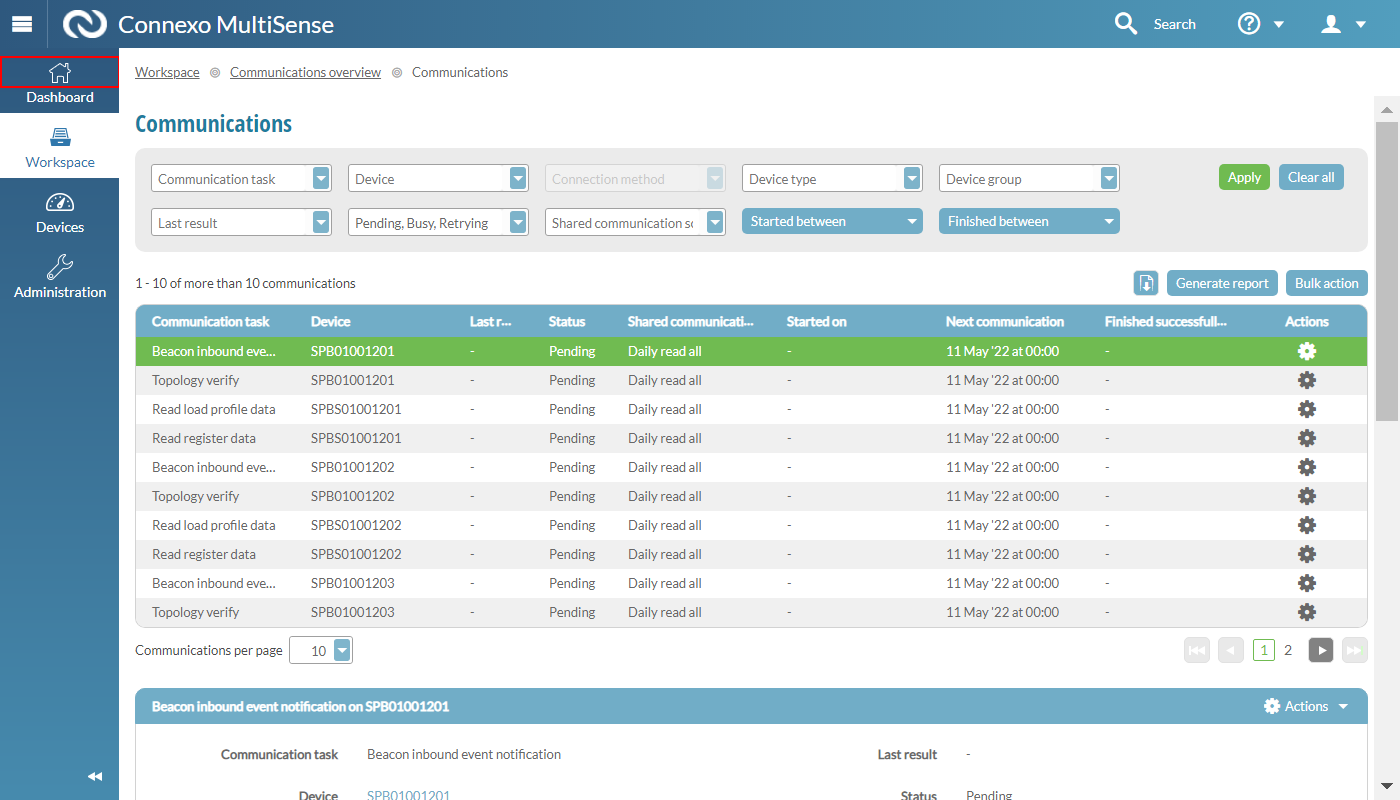 Connexo MultiSense
Search
Dashboard
Workspace
Devices
Administration
Workspace Communications overview Communications
Communications
Communication task Device Connection method Device type Device group Apply Clear all
Last result Pending, Busy, Retrying Shared communication sc Started between Finished between
1 - 10 of more than 10 communications Generate report Bulk action
Communication task Device Last r... Status Shared communicati... Started on Next communication Finished successfull... Actions
Beacon inbound eve... SPB01001201 - Pending Daily read all - 11 May '22 at 00:00 -
Topology verify SPB01001201 - Pending Daily read all - 11 May '22 at 00:00 -
Read load profile data SPBS01001201 - Pending Daily read all - 11 May '22 at 00:00 -
Read register data SPBS01001201 - Pending Daily read all - 11 May '22 at 00:00 -
Beacon inbound eve... SPB01001202 - Pending Daily read all - 11 May '22 at 00:00 -
Topology verify SPB01001202 - Pending Daily read all - 11 May '22 at 00:00 -
Read load profile data SPBS01001202 - Pending Daily read all - 11 May '22 at 00:00 -
Read register data SPBS01001202 - Pending Daily read all - 11 May '22 at 00:00 -
Beacon inbound eve... SPB01001203 - Pending Daily read all - 11 May '22 at 00:00 -
Topology verify SPB01001203 - Pending Daily read all - 11 May '22 at 00:00 -
Communications per page 10 1 2
Beacon inbound event notification on SPB01001201 Actions
Communication task Beacon inbound event notification Last result -
Device SPB01001201 Status Pending